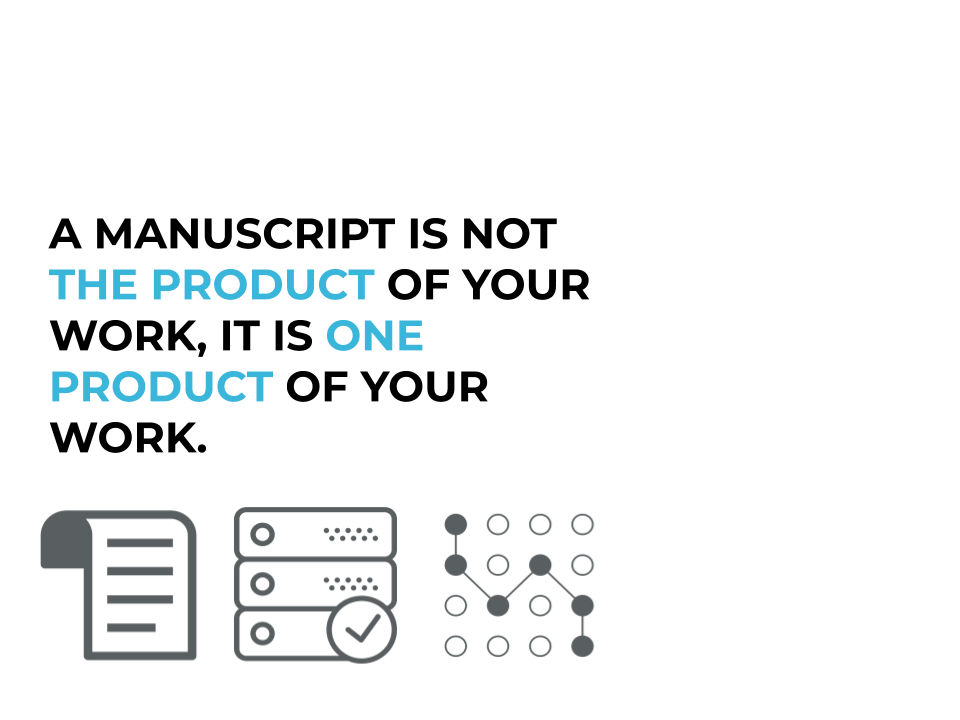 A MANUSCRIPT IS NOT
THE PRODUCT OF YOUR
WORK, IT IS ONE
PRODUCT OF YOUR
WORK.